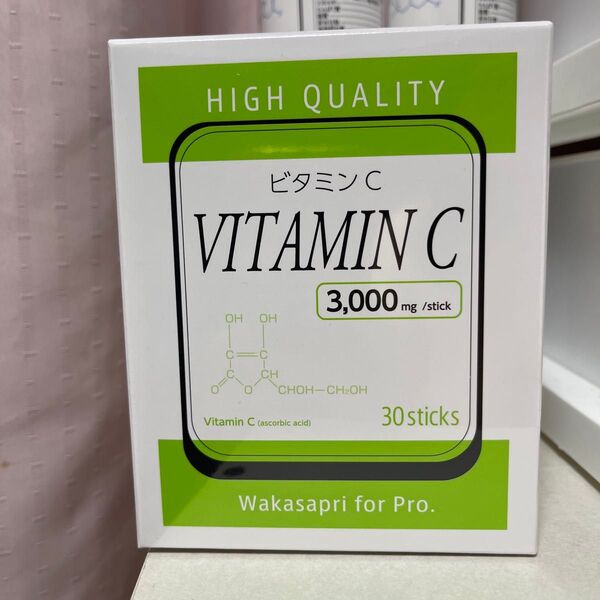 HIGH QUALITY
ビタミンC
VITAMIN C
3,000 mg /stick
OH OH
C=C
C CH
O O CHOH-CH₂OH
Vitamin C (ascorbic acid)
30 sticks
Wakasapri for Pro.